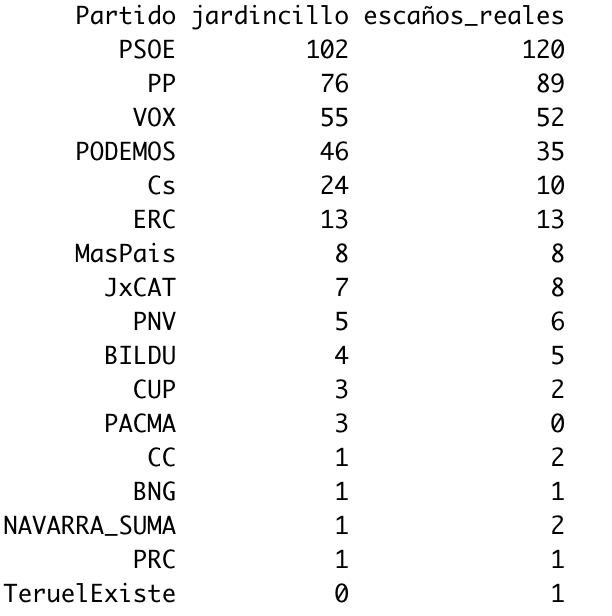 Partido jardincillo escaños_reales
PSOE 102 120
PP 76 89
VOX 55 52
PODEMOS 46 35
Cs 24 10
ERC 13 13
MasPais 8 8
JxCAT 7 8
PNV 5 6
BILDU 4 5
CUP 3 2
PACMA 3 0
CC 1 2
BNG 1 1
NAVARRA_SUMA 1 2
PRC 1 1
TeruelExiste 0 1